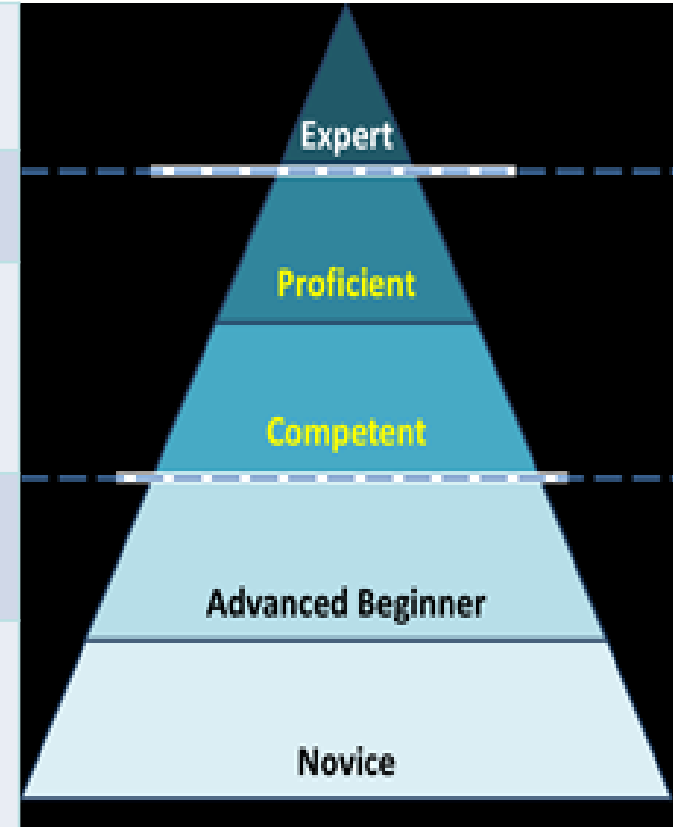 Expert
Proficient
Competent
Advanced Beginner
Novice